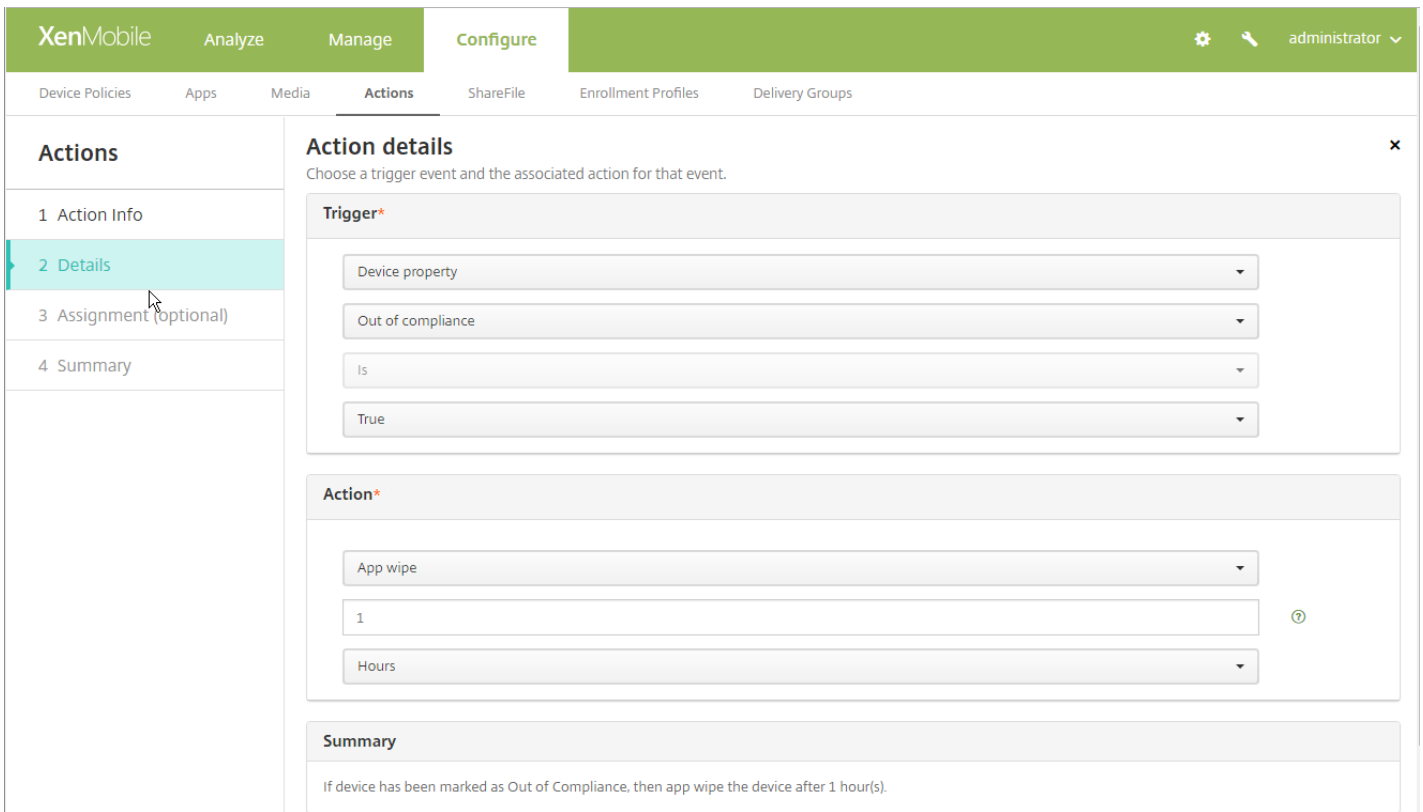 XenMobile Analyze Manage Configure administrator
Device Policies Apps Media Actions ShareFile Enrollment Profiles Delivery Groups
Actions
1 Action Info
2 Details
3 Assignment (optional)
4 Summary
Action details
Choose a trigger event and the associated action for that event.
Trigger*
Device property
Out of compliance
Is
True
Action*
App wipe
1
?
Hours
Summary
If device has been marked as Out of Compliance, then app wipe the device after 1 hour(s).